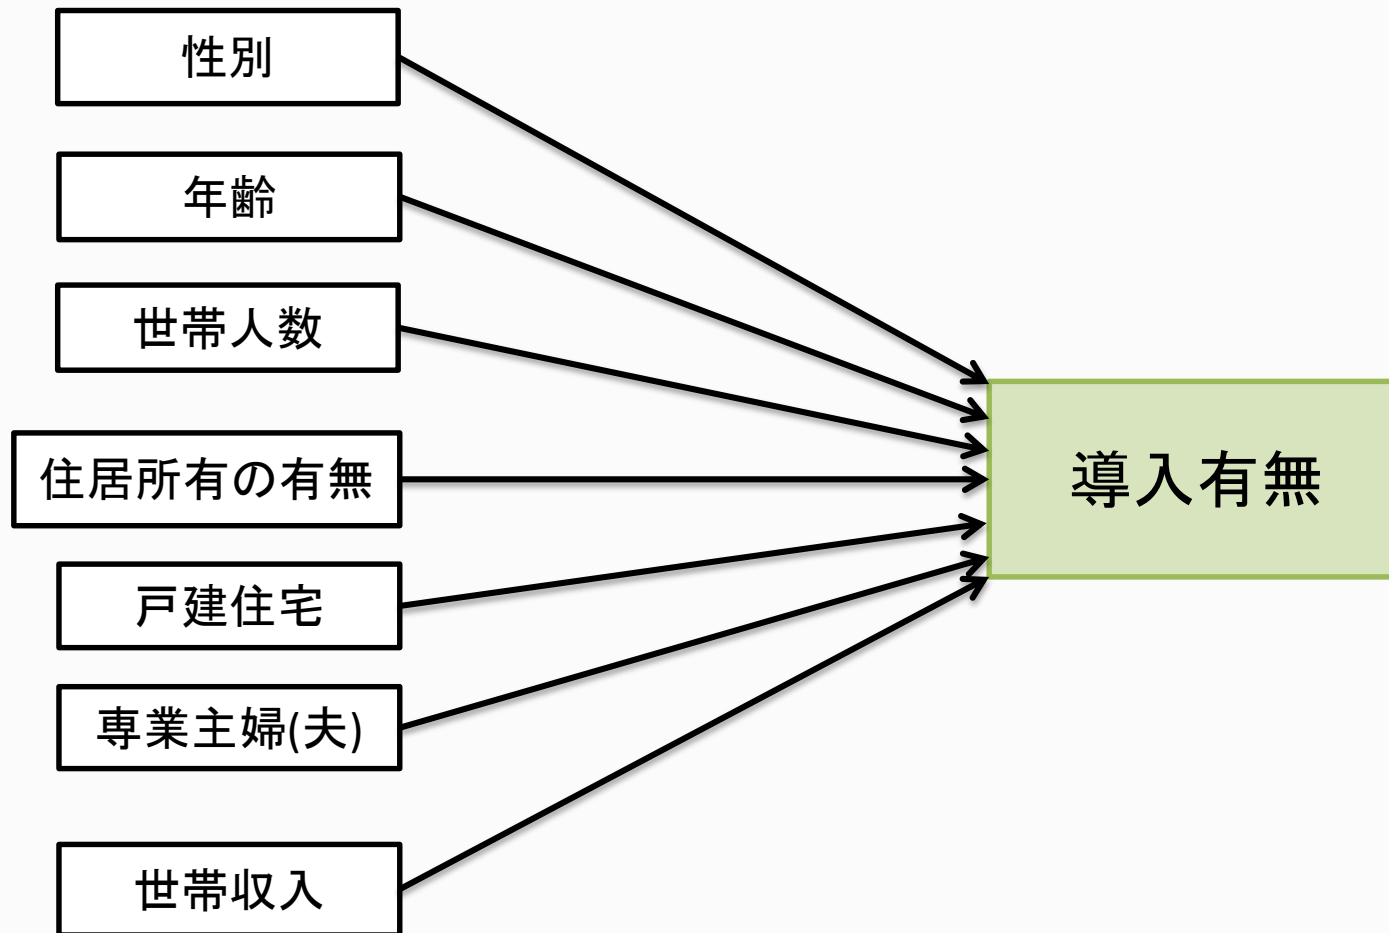 性別
年齢
世帯人数
住居所有の有無
導入有無
戸建住宅
専業主婦(夫)
世帯収入